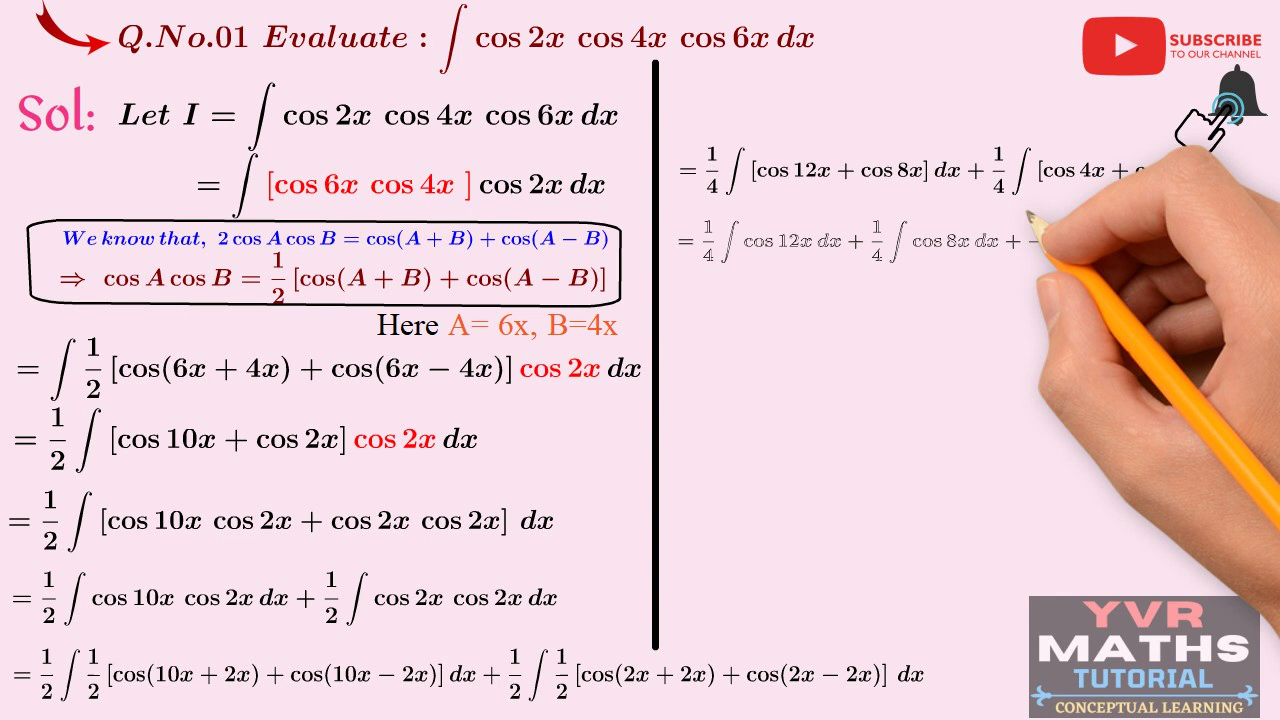 Q.No.01 Evaluate : ∫ cos 2x cos 4x cos 6x dx
SUBSCRIBE
TO OUR CHANNEL
Sol: Let I = ∫ cos 2x cos 4x cos 6x dx
= ∫ [cos 6x cos 4x ] cos 2x dx
We know that, 2 cos A cos B = cos(A + B) + cos(A − B)
⇒ cos A cos B = 1/2 [cos(A + B) + cos(A − B)]
Here A= 6x, B=4x
= ∫ 1/2 [cos(6x + 4x) + cos(6x − 4x)] cos 2x dx
= 1/2 ∫ [cos 10x + cos 2x] cos 2x dx
= 1/2 ∫ [cos 10x cos 2x + cos 2x cos 2x] dx
= 1/2 ∫ cos 10x cos 2x dx + 1/2 ∫ cos 2x cos 2x dx
= 1/2 ∫ 1/2 [cos(10x + 2x) + cos(10x − 2x)] dx + 1/2 ∫ 1/2 [cos(2x + 2x) + cos(2x − 2x)] dx
= 1/4 ∫ [cos 12x + cos 8x] dx + 1/4 ∫ [cos 4x +
= 1/4 ∫ cos 12x dx + 1/4 ∫ cos 8x dx +
YVR
MATHS
TUTORIAL
CONCEPTUAL LEARNING